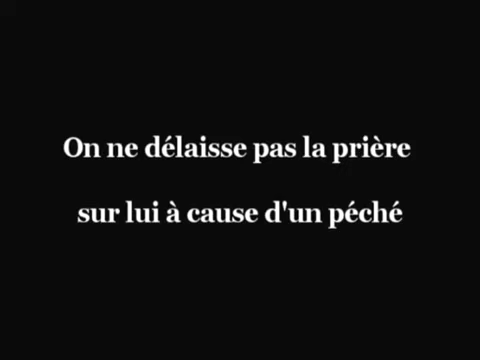 On ne délaisse pas la prière
sur lui à cause d'un péché